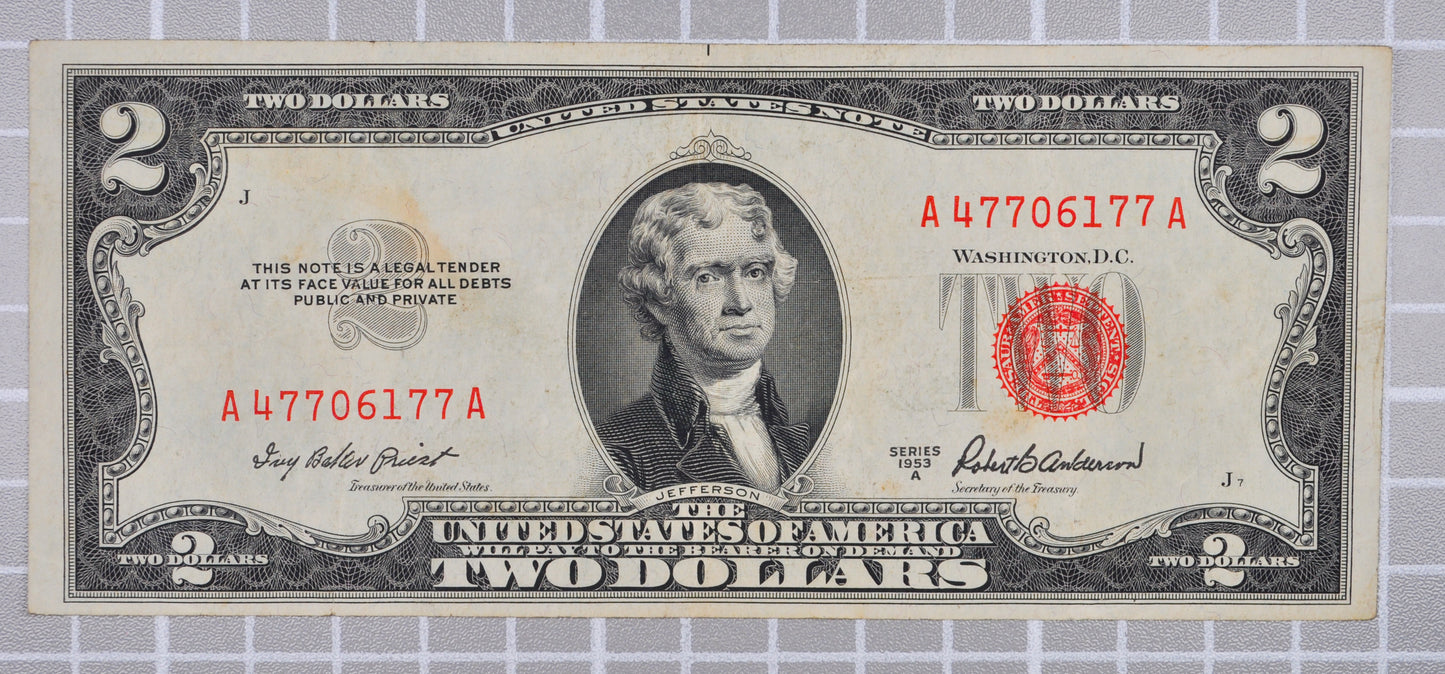 2 TWO DOLLARS UNITED STATES NOTE TWO DOLLARS 2
J
A 47706177 A
WASHINGTON, D.C.
2
THIS NOTE IS A LEGAL TENDER
AT ITS FACE VALUE FOR ALL DEBTS
PUBLIC AND PRIVATE
TWO
A 47706177 A
Ivy Baker Priest
Treasurer of the United States.
SERIES
1953
A
Robert B Anderson
Secretary of the Treasury.
J 7
JEFFERSON
THE
UNITED STATES OF AMERICA
WILL PAY TO THE BEARER ON DEMAND
TWO DOLLARS
TWO DOLLARS
2
TWO DOLLARS
2